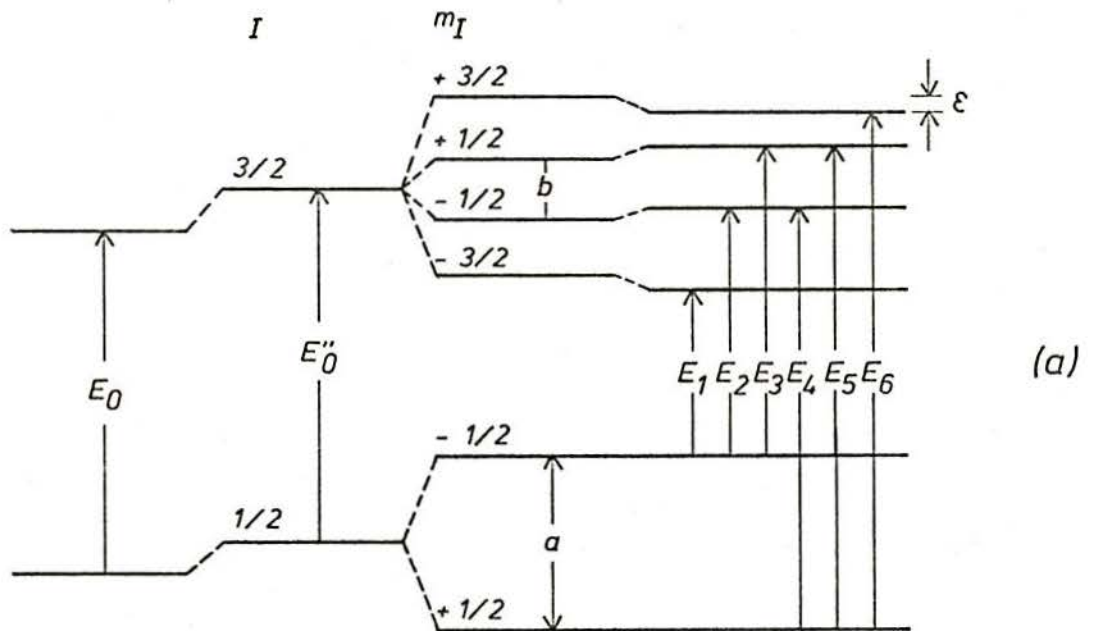 I m_I
+ 3/2
ε
+ 1/2
3/2
b
- 1/2
- 3/2
E_0
E_0''
E_1 E_2 E_3 E_4 E_5 E_6
(a)
- 1/2
1/2
a
+ 1/2